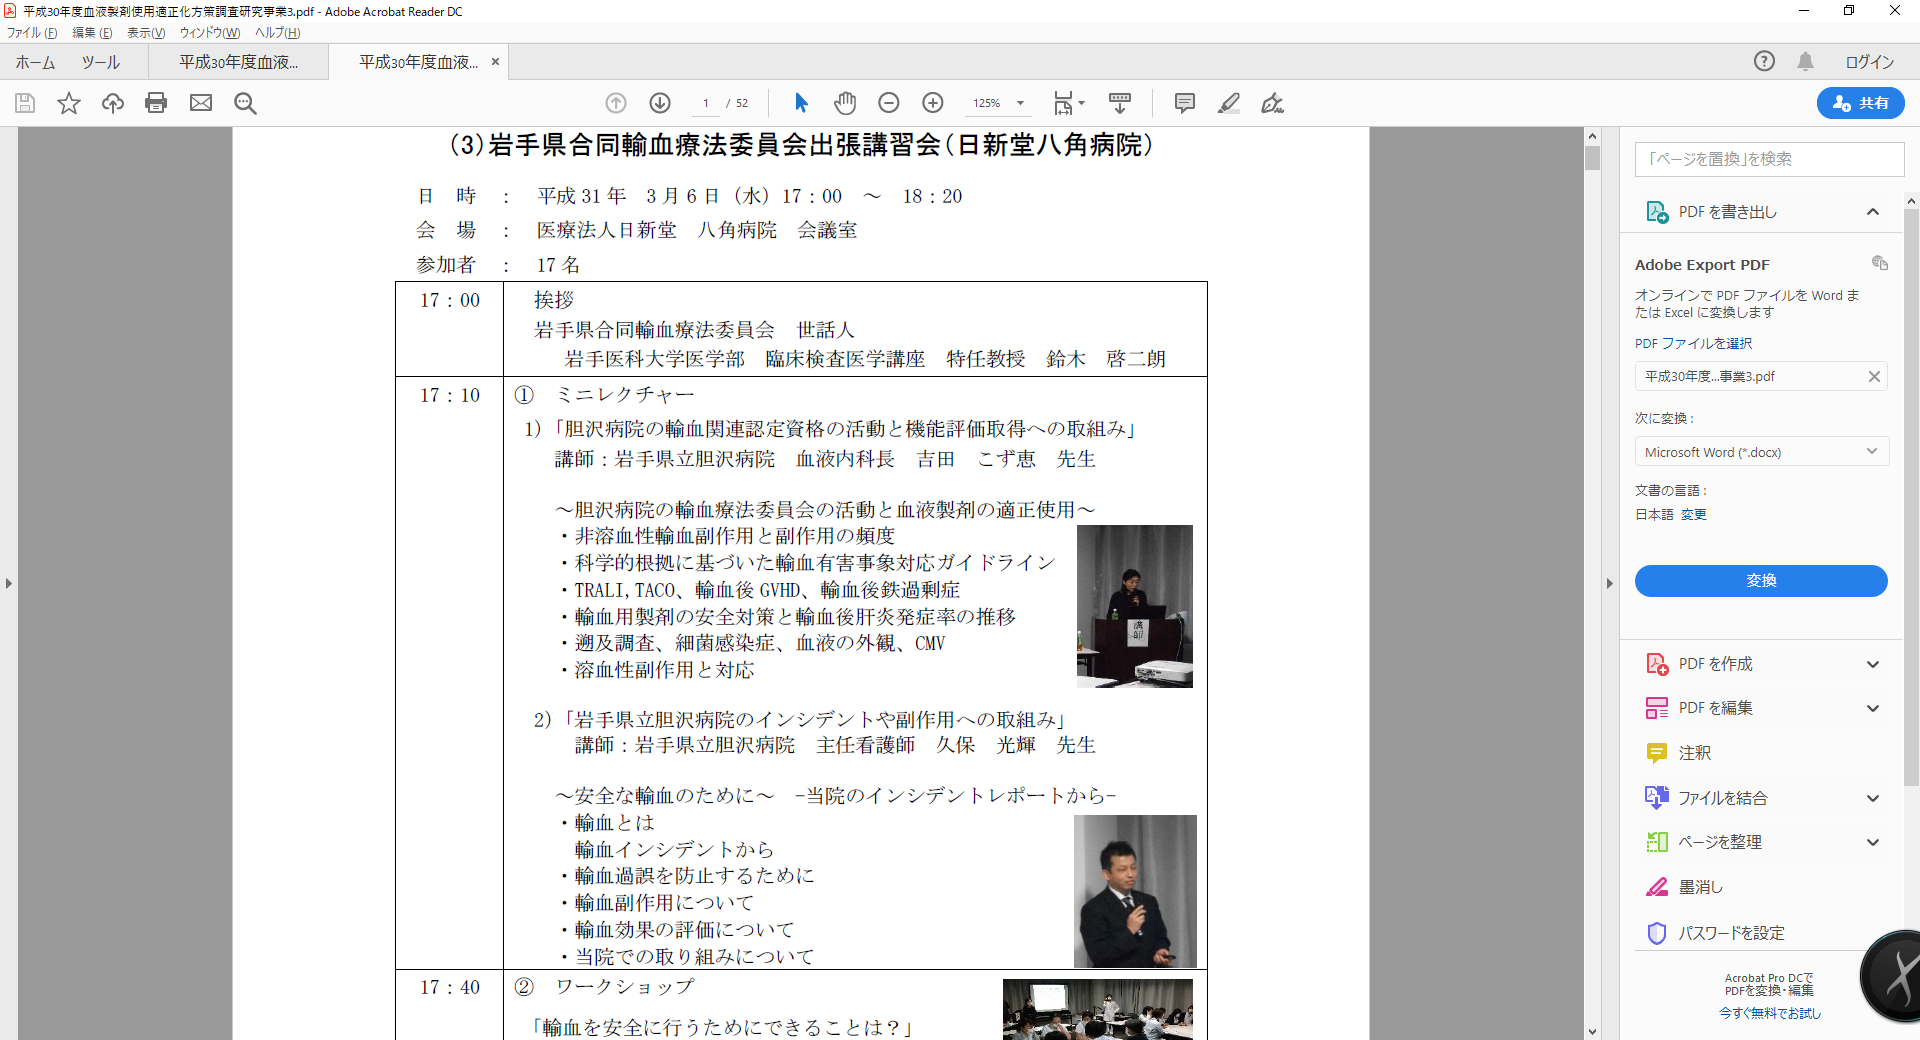 平成30年度血液製剤使用適正化方策調査研究事業3.pdf - Adobe Acrobat Reader DC
ファイル(F) 編集(E) 表示(V) ウィンドウ(W) ヘルプ(H)
ホーム ツール 平成30年度血液... 平成30年度血液... × ログイン
1 / 52 125% 共有
(3)岩手県合同輸血療法委員会出張講習会(日新堂八角病院)
日 時 : 平成31年 3月6日(水)17:00 ～ 18:20
会 場 : 医療法人日新堂 八角病院 会議室
参加者 : 17名
17:00 挨拶
岩手県合同輸血療法委員会 世話人
岩手医科大学医学部 臨床検査医学講座 特任教授 鈴木 啓二朗
17:10 ① ミニレクチャー
1)「胆沢病院の輸血関連認定資格の活動と機能評価取得への取組み」
講師:岩手県立胆沢病院 血液内科長 吉田 こず恵 先生
～胆沢病院の輸血療法委員会の活動と血液製剤の適正使用～
・非溶血性輸血副作用と副作用の頻度
・科学的根拠に基づいた輸血有害事象対応ガイドライン
・TRALI,TACO、輸血後GVHD、輸血後鉄過剰症
・輸血用製剤の安全対策と輸血後肝炎発症率の推移
・遡及調査、細菌感染症、血液の外観、CMV
・溶血性副作用と対応
講師
2)「岩手県立胆沢病院のインシデントや副作用への取組み」
講師:岩手県立胆沢病院 主任看護師 久保 光輝 先生
～安全な輸血のために～ -当院のインシデントレポートから-
・輸血とは
輸血インシデントから
・輸血過誤を防止するために
・輸血副作用について
・輸血効果の評価について
・当院での取り組みについて
17:40 ② ワークショップ
「輸血を安全に行うためにできることは？」
「ページを置換」を検索
PDF を書き出し
Adobe Export PDF
オンラインで PDF ファイルを Word ま
たは Excel に変換します
PDF ファイルを選択
平成30年度...事業3.pdf
次に変換 :
Microsoft Word (*.docx)
文書の言語 :
日本語 変更
変換
PDF を作成
PDF を編集
注釈
ファイルを結合
ページを整理
墨消し
パスワードを設定
Acrobat Pro DCで
PDFを変換・編集
今すぐ無料でお試し